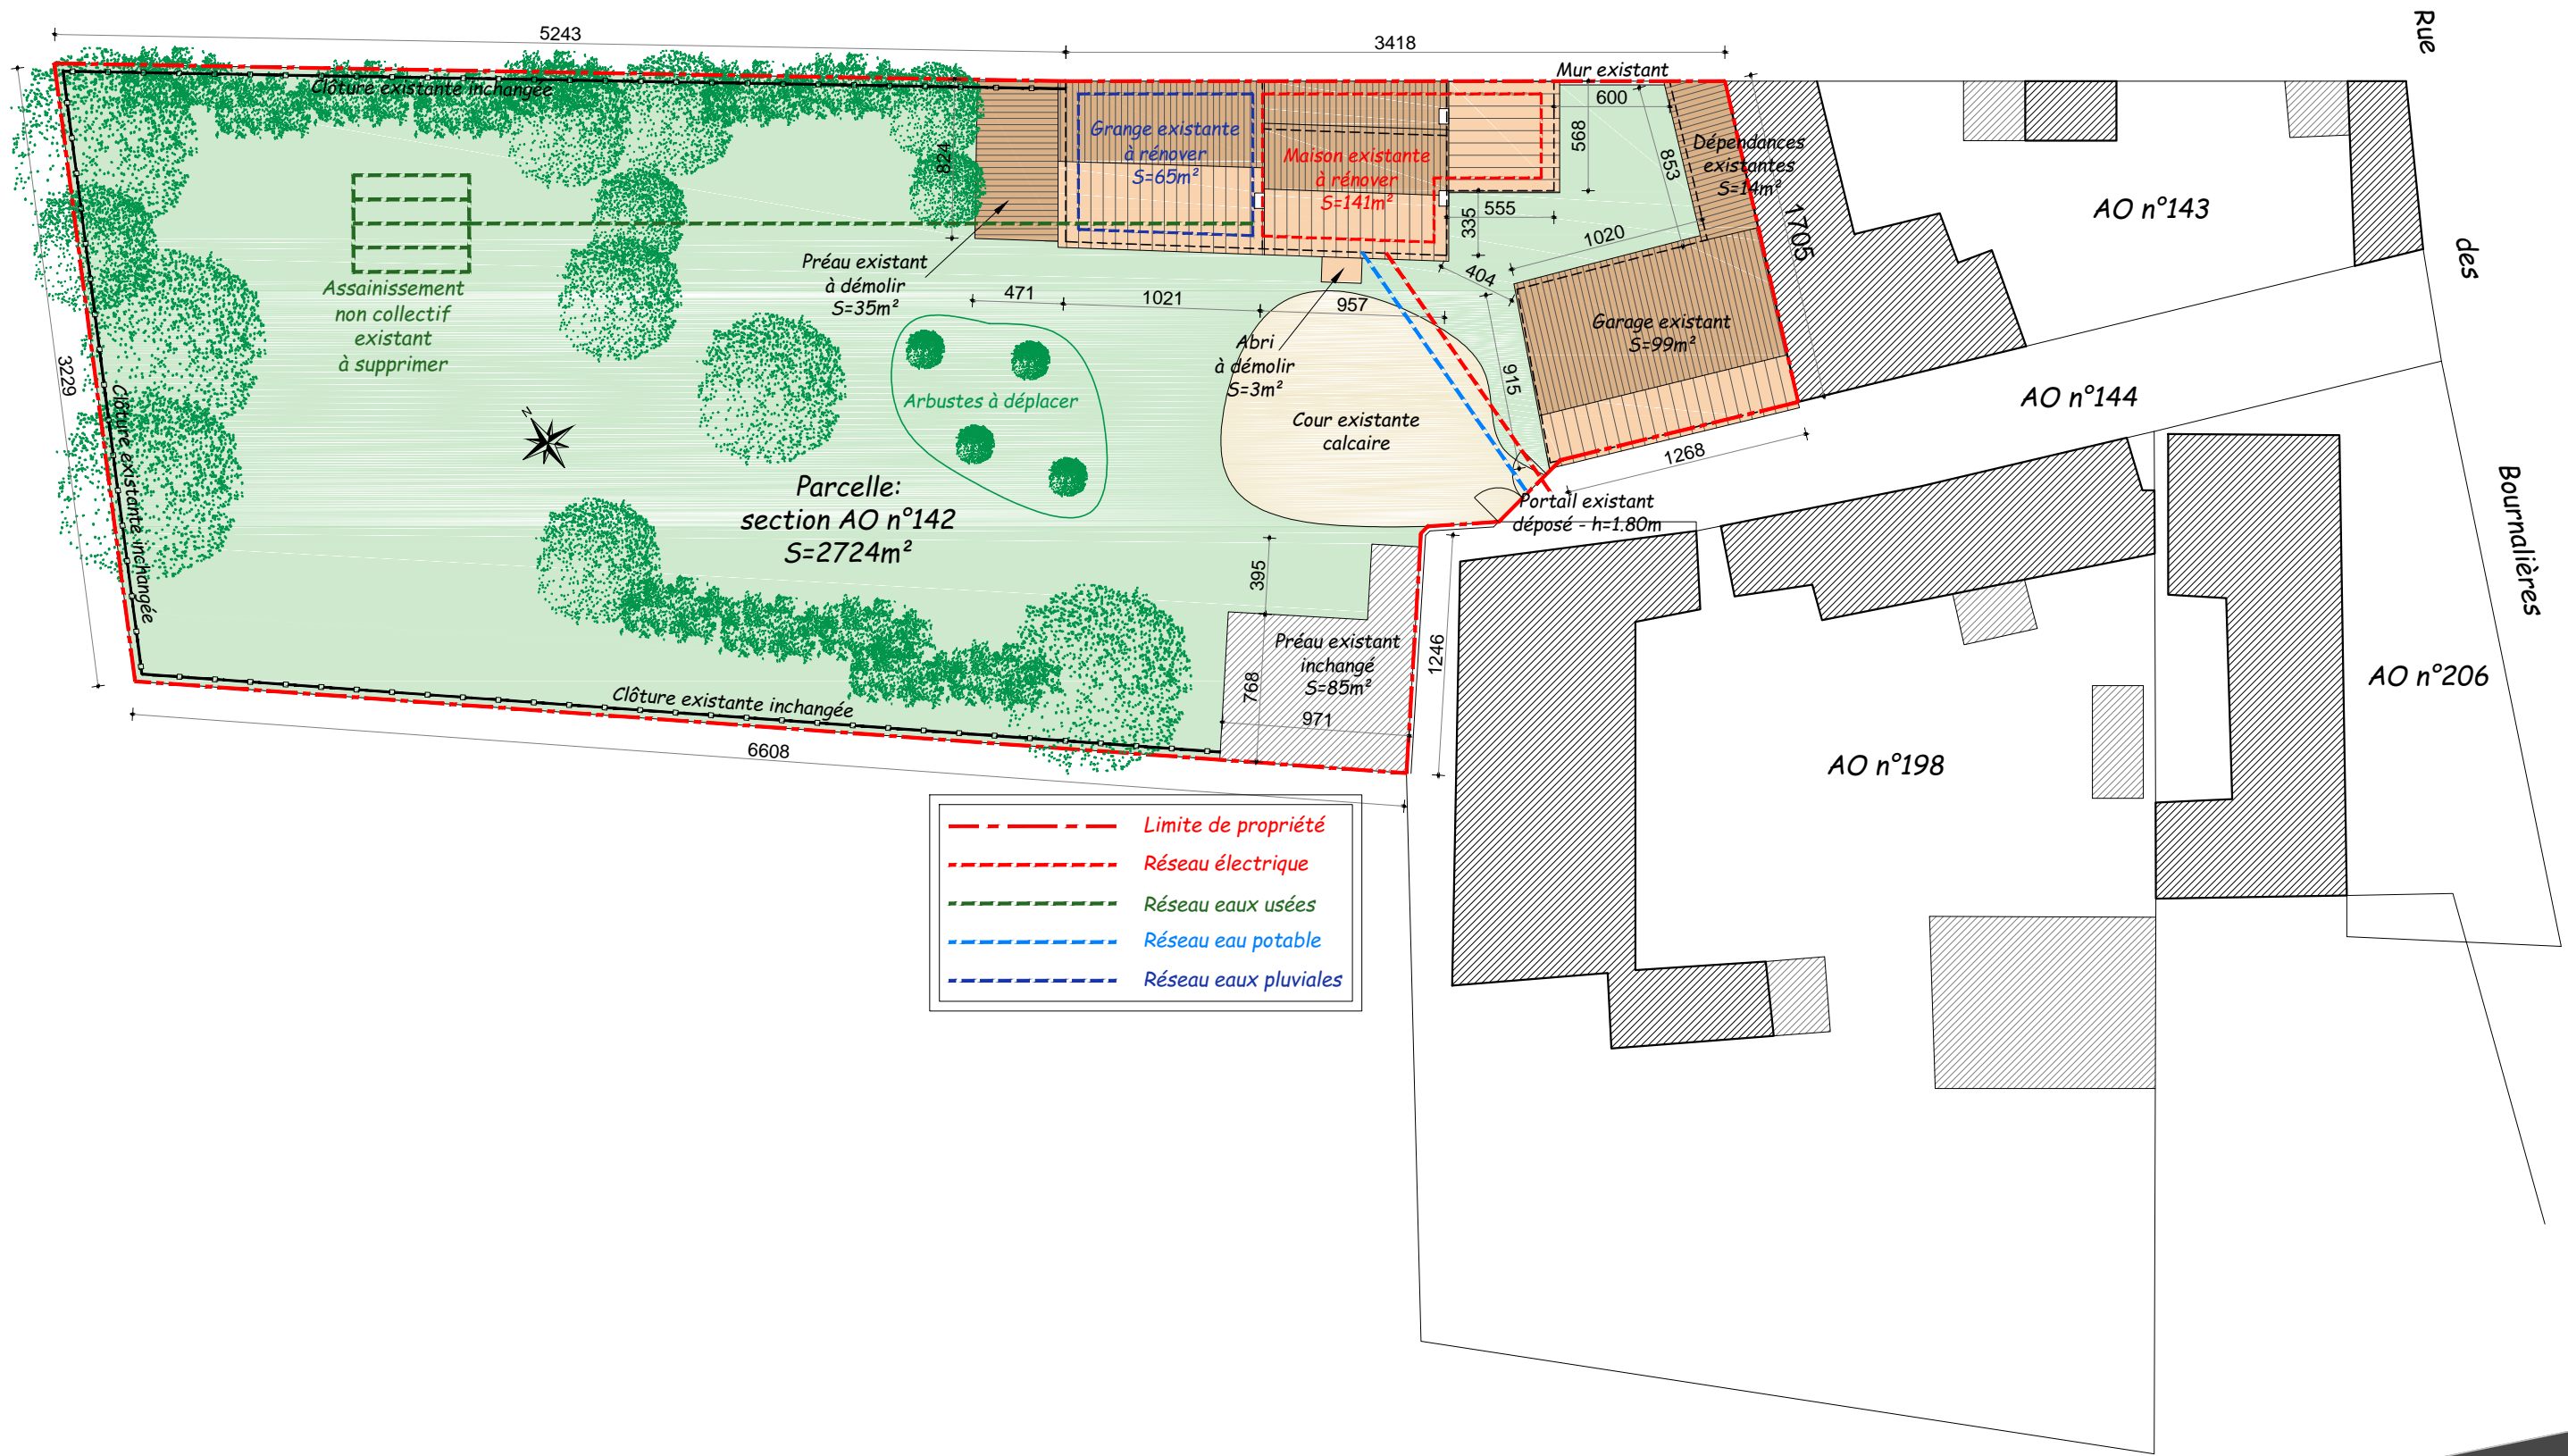 5243
3418
Rue
des
Bournalières
Mur existant
600
Clôture existante inchangée
824
Grange existante
à rénover
S=65m²
Maison existante
à rénover
S=141m²
568
853
Dépendances
existantes
S=14m²
1705
AO n°143
335
555
1020
404
Préau existant
à démolir
S=35m²
471
1021
957
Assainissement
non collectif
existant
à supprimer
3229
Clôture existante inchangée
N
Arbustes à déplacer
Abri
à démolir
S=3m²
Cour existante
calcaire
915
Garage existant
S=99m²
AO n°144
1268
Portail existant
déposé - h=1.80m
Parcelle:
section AO n°142
S=2724m²
395
768
Préau existant
inchangé
S=85m²
971
1246
Clôture existante inchangée
6608
AO n°206
AO n°198
Limite de propriété
Réseau électrique
Réseau eaux usées
Réseau eau potable
Réseau eaux pluviales